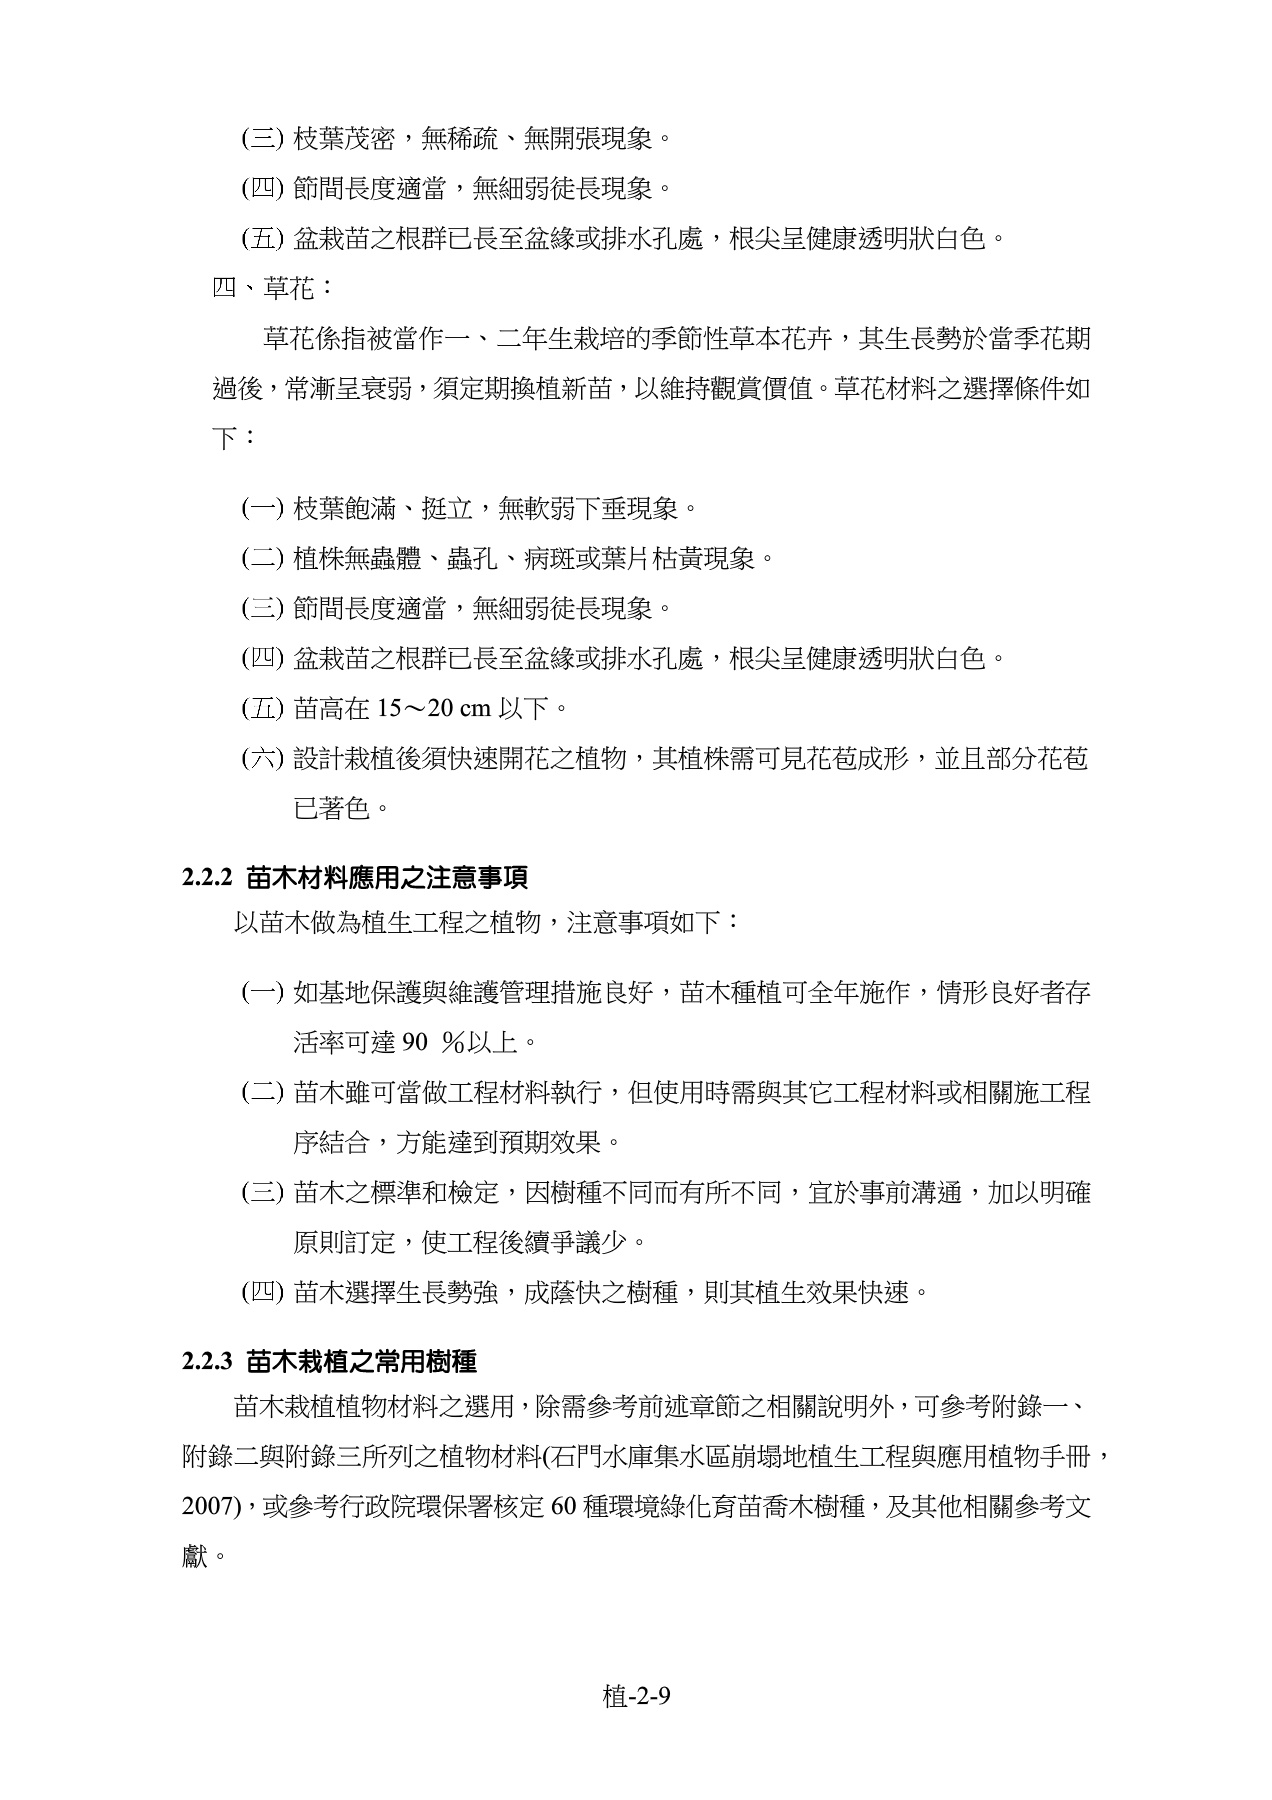 (三) 枝葉茂密，無稀疏、無開張現象。
(四) 節間長度適當，無細弱徒長現象。
(五) 盆栽苗之根群已長至盆緣或排水孔處，根尖呈健康透明狀白色。
四、草花：
草花係指被當作一、二年生栽培的季節性草本花卉，其生長勢於當季花期
過後，常漸呈衰弱，須定期換植新苗，以維持觀賞價值。草花材料之選擇條件如
下：
(一) 枝葉飽滿、挺立，無軟弱下垂現象。
(二) 植株無蟲體、蟲孔、病斑或葉片枯黃現象。
(三) 節間長度適當，無細弱徒長現象。
(四) 盆栽苗之根群已長至盆緣或排水孔處，根尖呈健康透明狀白色。
(五) 苗高在 15～20 cm 以下。
(六) 設計栽植後須快速開花之植物，其植株需可見花苞成形，並且部分花苞
已著色。
2.2.2 苗木材料應用之注意事項
以苗木做為植生工程之植物，注意事項如下：
(一) 如基地保護與維護管理措施良好，苗木種植可全年施作，情形良好者存
活率可達 90 ％以上。
(二) 苗木雖可當做工程材料執行，但使用時需與其它工程材料或相關施工程
序結合，方能達到預期效果。
(三) 苗木之標準和檢定，因樹種不同而有所不同，宜於事前溝通，加以明確
原則訂定，使工程後續爭議少。
(四) 苗木選擇生長勢強，成蔭快之樹種，則其植生效果快速。
2.2.3 苗木栽植之常用樹種
苗木栽植植物材料之選用，除需參考前述章節之相關說明外，可參考附錄一、
附錄二與附錄三所列之植物材料(石門水庫集水區崩塌地植生工程與應用植物手冊，
2007)，或參考行政院環保署核定 60 種環境綠化育苗喬木樹種，及其他相關參考文
獻。
植-2-9